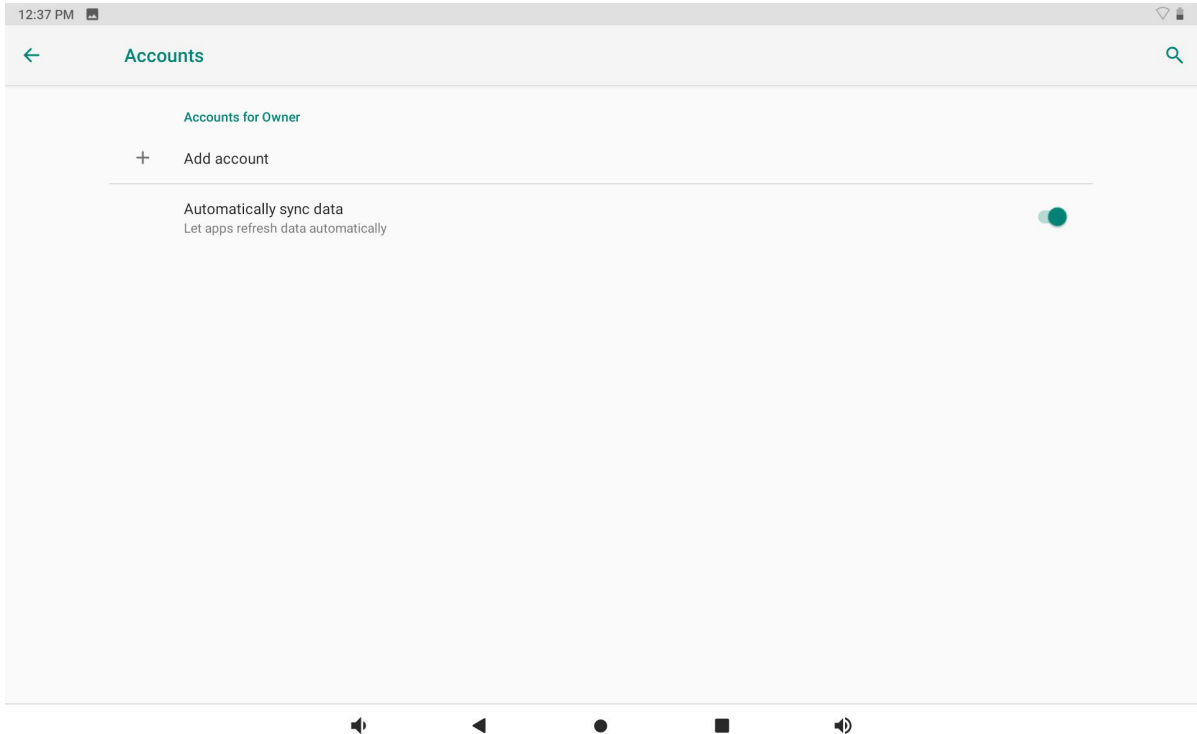 12:37 PM
Accounts
Accounts for Owner
Add account
Automatically sync data
Let apps refresh data automatically